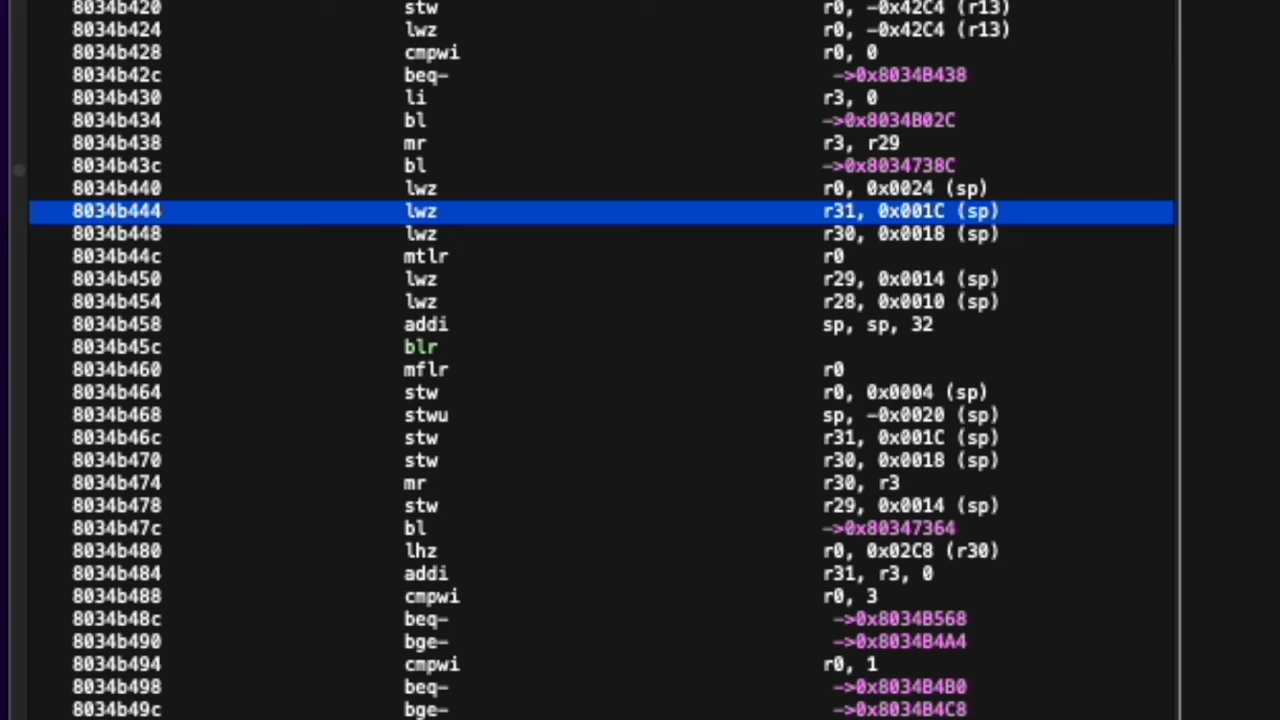 8034b420 stw r0, -0x42C4 (r13)
8034b424 lwz r0, -0x42C4 (r13)
8034b428 cmpwi r0, 0
8034b42c beq- ->0x8034B438
8034b430 li r3, 0
8034b434 bl ->0x8034B02C
8034b438 mr r3, r29
8034b43c bl ->0x8034738C
8034b440 lwz r0, 0x0024 (sp)
8034b444 lwz r31, 0x001C (sp)
8034b448 lwz r30, 0x0018 (sp)
8034b44c mtlr r0
8034b450 lwz r29, 0x0014 (sp)
8034b454 lwz r28, 0x0010 (sp)
8034b458 addi sp, sp, 32
8034b45c blr
8034b460 mflr r0
8034b464 stw r0, 0x0004 (sp)
8034b468 stwu sp, -0x0020 (sp)
8034b46c stw r31, 0x001C (sp)
8034b470 stw r30, 0x0018 (sp)
8034b474 mr r30, r3
8034b478 stw r29, 0x0014 (sp)
8034b47c bl ->0x80347364
8034b480 lhz r0, 0x02C8 (r30)
8034b484 addi r31, r3, 0
8034b488 cmpwi r0, 3
8034b48c beq- ->0x8034B568
8034b490 bge- ->0x8034B4A4
8034b494 cmpwi r0, 1
8034b498 beq- ->0x8034B4B0
8034b49c bge- ->0x8034B4C8